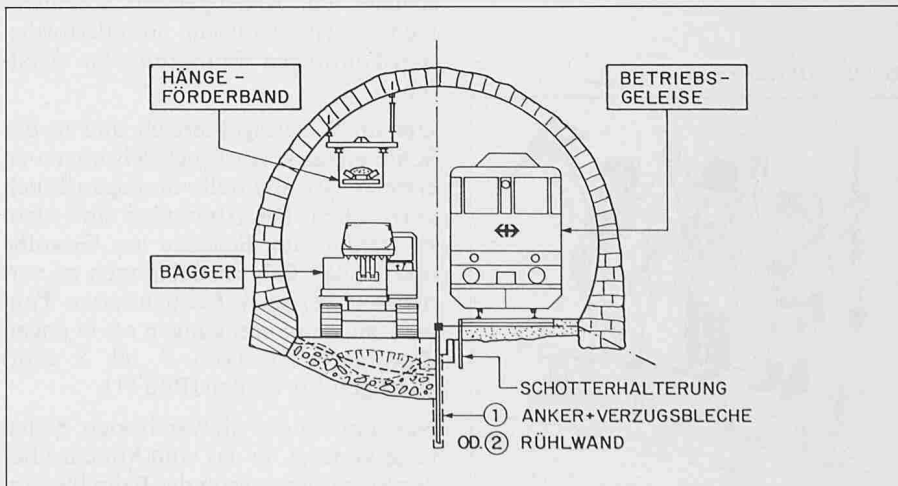 HÄNGE-
FÖRDERBAND
BETRIEBS-
GELEISE
BAGGER
SCHOTTERHALTERUNG
① ANKER+VERZUGSBLECHE
OD.② RÜHLWAND